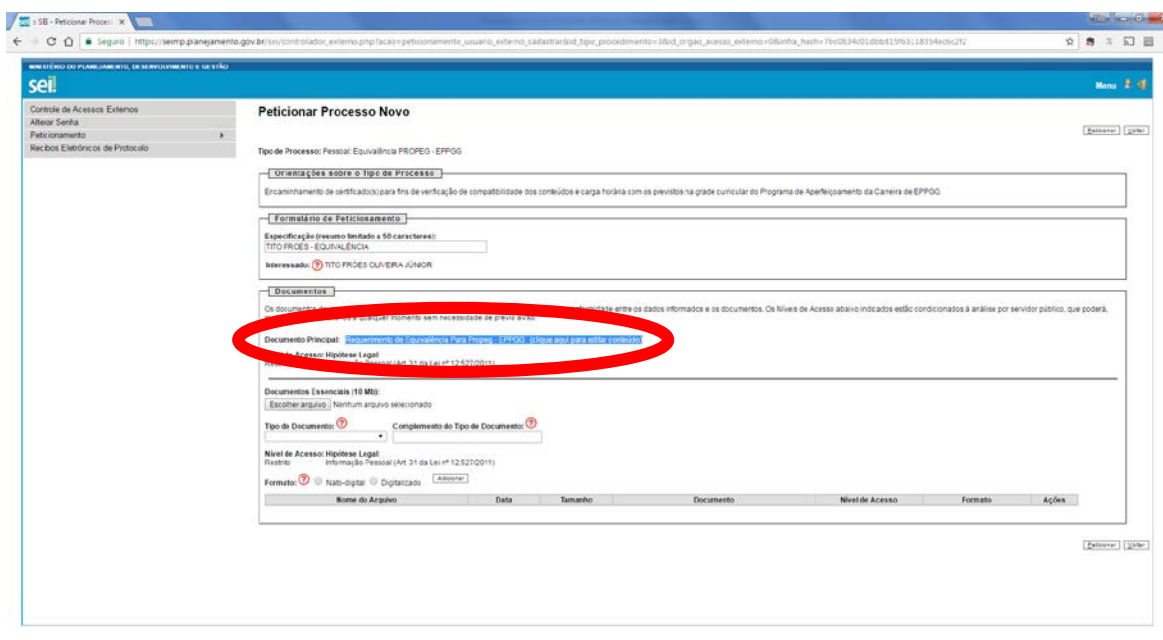 :: SEI - Peticionar Proces: ×
Seguro | https://seimp.planejamento.gov.br/sei/controlador_externo.php?acao=peticionamento_usuario_externo_cadastrar&id_tipo_procedimento=
MINISTÉRIO DO PLANEJAMENTO, DESENVOLVIMENTO E GESTÃO
sei!
Menu
Controle de Acessos Externos
Alterar Senha
Peticionamento
Recibos Eletrônicos de Protocolo
Peticionar Processo Novo
Peticionar Voltar
Tipo de Processo: Pessoal: Equivalência PROPEG - EPPGG
Orientações sobre o Tipo de Processo
Encaminhamento de certificado(s) para fins de verificação de compatibilidade dos conteúdos e carga horária com os previstos na grade curricular do Programa de Aperfeiçoamento da Carreira de EPPGG.
Formulário de Peticionamento
Especificação (resumo limitado a 50 caracteres):
TITO FROES - EQUIVALÊNCIA
Interessado: ? TITO FRÓES OLIVEIRA JÚNIOR
Documentos
Os documentos entre os dados informados e os documentos. Os Níveis de Acesso abaixo indicados estão condicionados à análise por servidor público, que poderá,
a qualquer momento sem necessidade de prévio aviso
Documento Principal: Requerimento de Equivalência Para Propeg - EPPGG (clique aqui para editar conteúdo)
de Acesso: Hipótese Legal:
Pessoal (Art. 31 da Lei nº 12.527/2011)
Documentos Essenciais (10 Mb):
Escolher arquivo Nenhum arquivo selecionado
Tipo de Documento: ? Complemento do Tipo de Documento: ?
Nível de Acesso: Hipótese Legal:
Restrito Informação Pessoal (Art. 31 da Lei nº 12.527/2011)
Formato: ? Nato-digital Digitalizado Adicionar
Nome do Arquivo Data Tamanho Documento Nível de Acesso Formato Ações
Peticionar Voltar